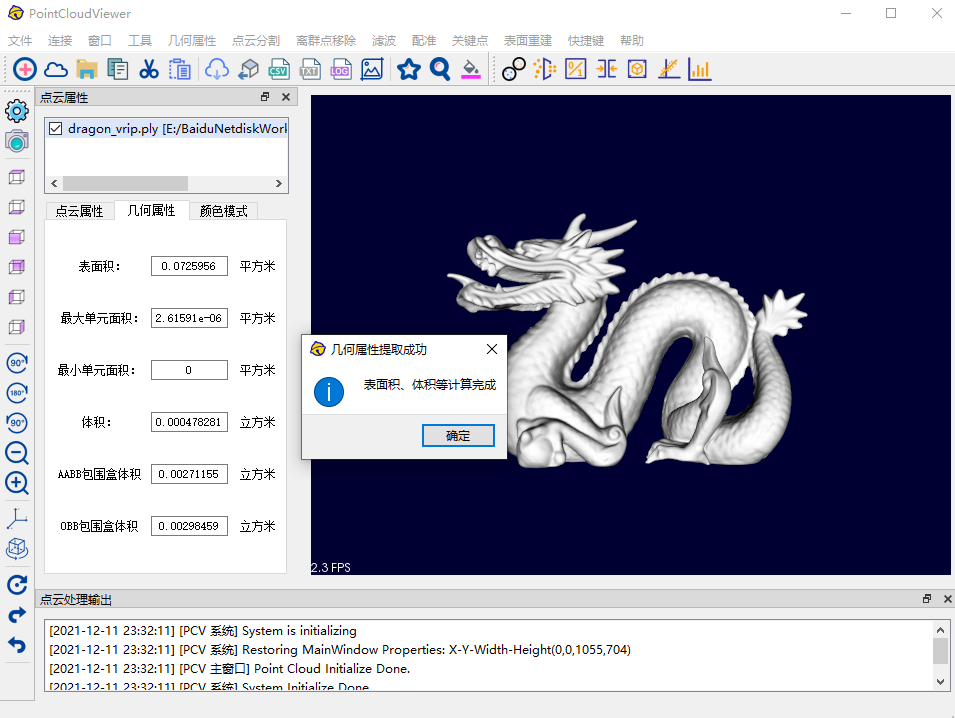 PointCloudViewer
文件 连接 窗口 工具 几何属性 点云分割 离群点移除 滤波 配准 关键点 表面重建 快捷键 帮助
CSV TXT LOG
点云属性
dragon_vrip.ply [E:/BaiduNetdiskWork
点云属性 几何属性 颜色模式
表面积： 0.0725956 平方米
最大单元面积： 2.61591e-06 平方米
最小单元面积： 0 平方米
体积： 0.000478281 立方米
AABB包围盒体积 0.00271155 立方米
OBB包围盒体积 0.00298459 立方米
90°
180°
90°
几何属性提取成功
表面积、体积等计算完成
确定
2.3 FPS
点云处理输出
[2021-12-11 23:32:11] [PCV 系统] System is initializing
[2021-12-11 23:32:11] [PCV 系统] Restoring MainWindow Properties: X-Y-Width-Height(0,0,1055,704)
[2021-12-11 23:32:11] [PCV 主窗口] Point Cloud Initialize Done.
[2021-12-11 23:32:11] [PCV 系统] System Initialize Done